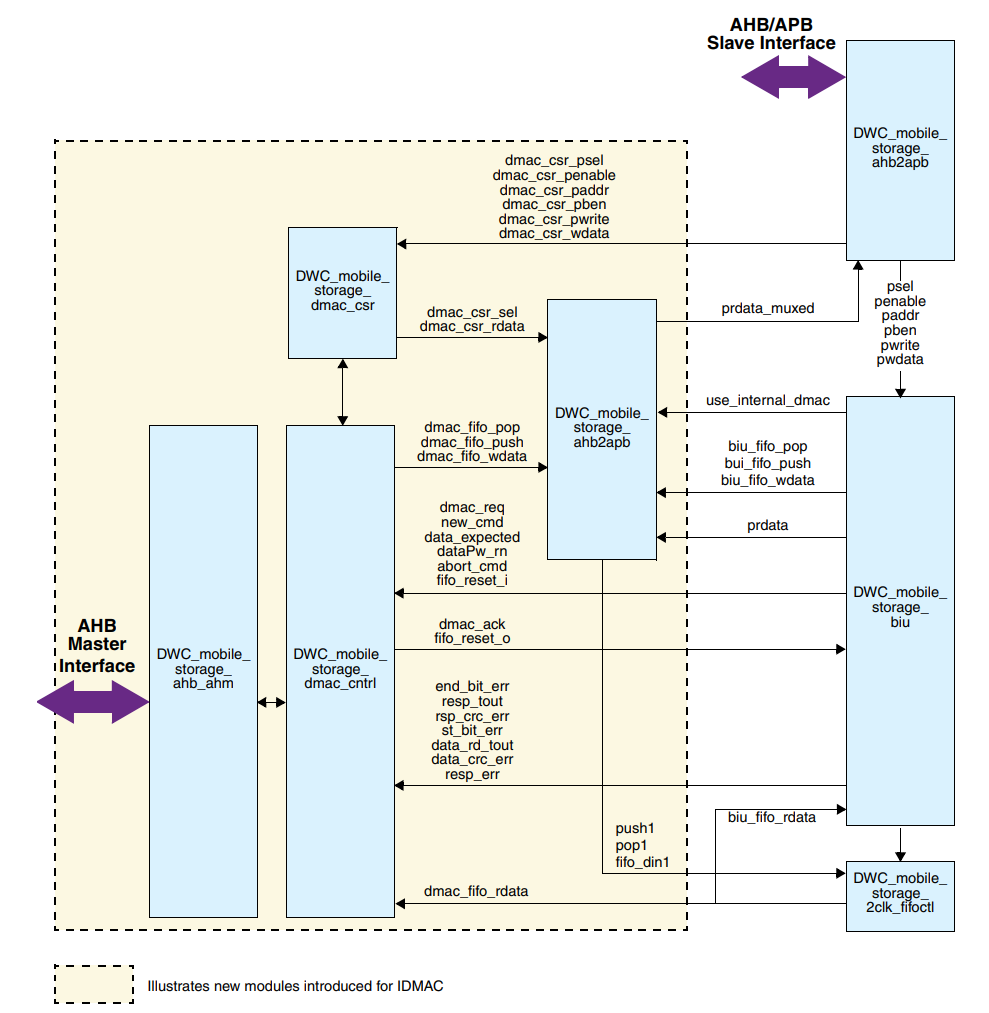 AHB/APB
Slave Interface
DWC_mobile_
storage_
ahb2apb
dmac_csr_psel
dmac_csr_penable
dmac_csr_paddr
dmac_csr_pben
dmac_csr_pwrite
dmac_csr_wdata
DWC_mobile_
storage_
dmac_csr
dmac_csr_sel
dmac_csr_rdata
prdata_muxed
psel
penable
paddr
pben
pwrite
pwdata
DWC_mobile_
storage_
ahb2apb
use_internal_dmac
dmac_fifo_pop
dmac_fifo_push
dmac_fifo_wdata
biu_fifo_pop
bui_fifo_push
biu_fifo_wdata
prdata
dmac_req
new_cmd
data_expected
dataPw_rn
abort_cmd
fifo_reset_i
DWC_mobile_
storage_
biu
AHB
Master
Interface
DWC_mobile_
storage_
ahb_ahm
DWC_mobile_
storage_
dmac_cntrl
dmac_ack
fifo_reset_o
end_bit_err
resp_tout
rsp_crc_err
st_bit_err
data_rd_tout
data_crc_err
resp_err
biu_fifo_rdata
push1
pop1
fifo_din1
dmac_fifo_rdata
DWC_mobile_
storage_
2clk_fifoctl
Illustrates new modules introduced for IDMAC